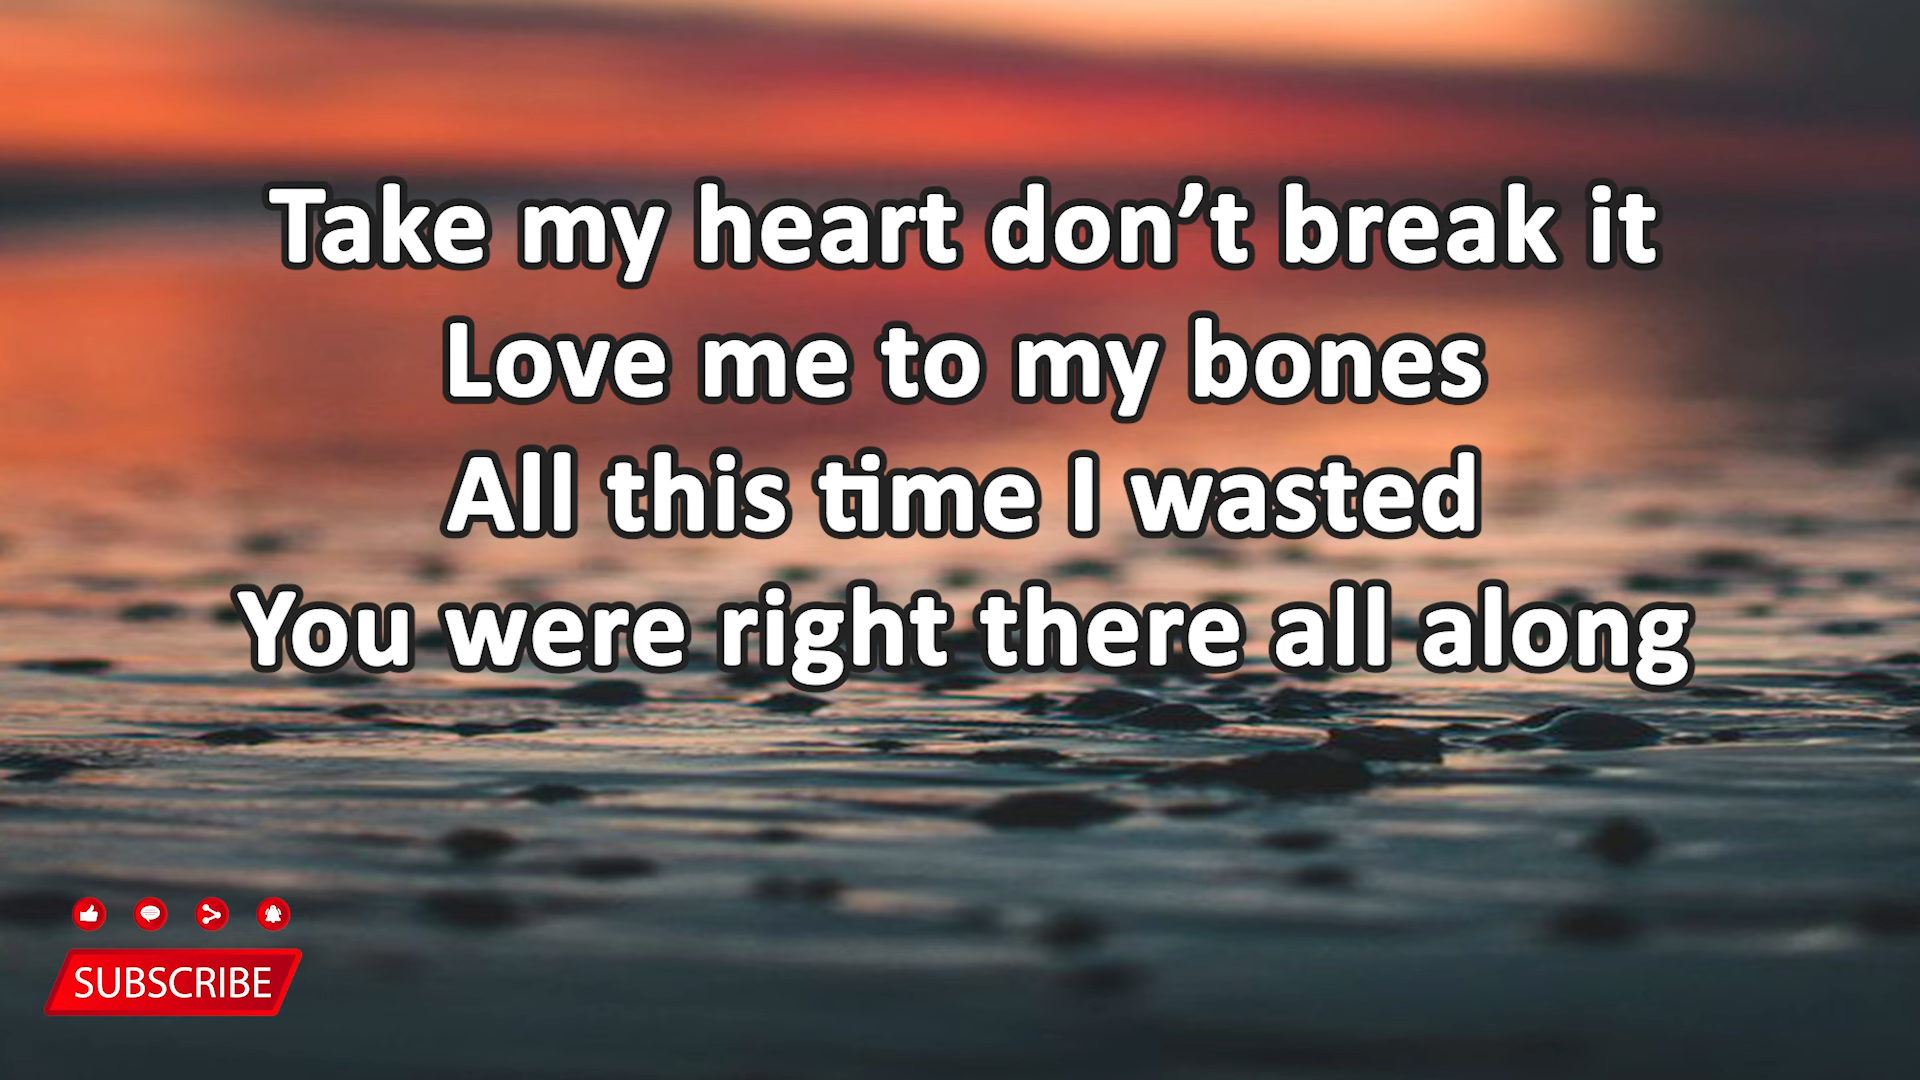 Take my heart don’t break it
Love me to my bones
All this time I wasted
You were right there all along
SUBSCRIBE